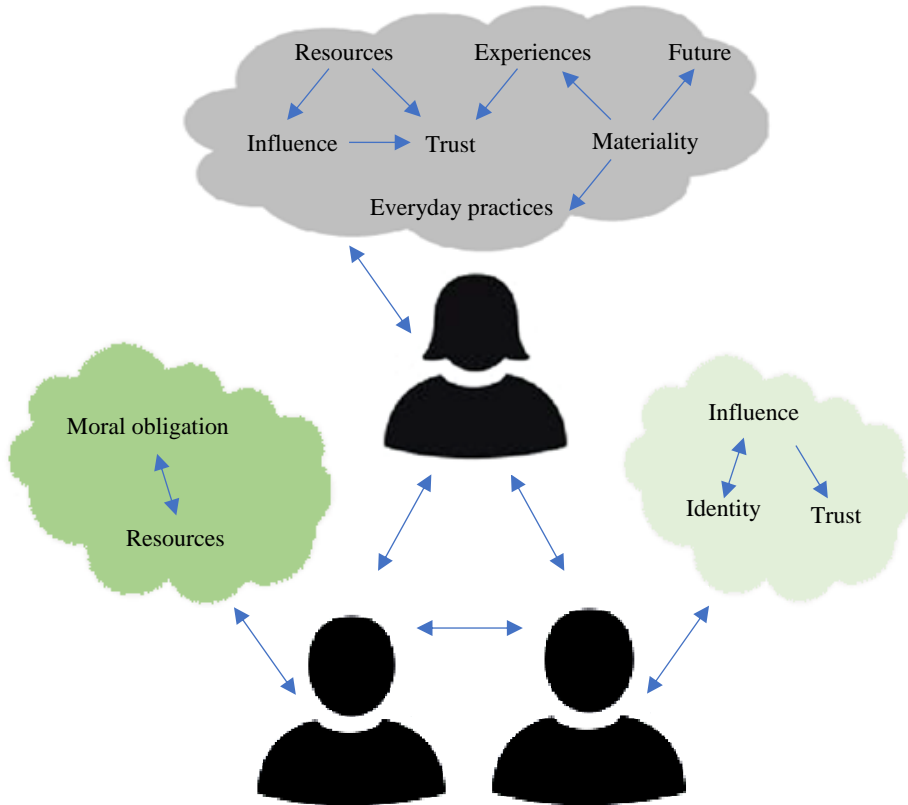 Resources
Experiences
Future
Influence
Trust
Materiality
Everyday practices
Moral obligation
Resources
Influence
Identity
Trust